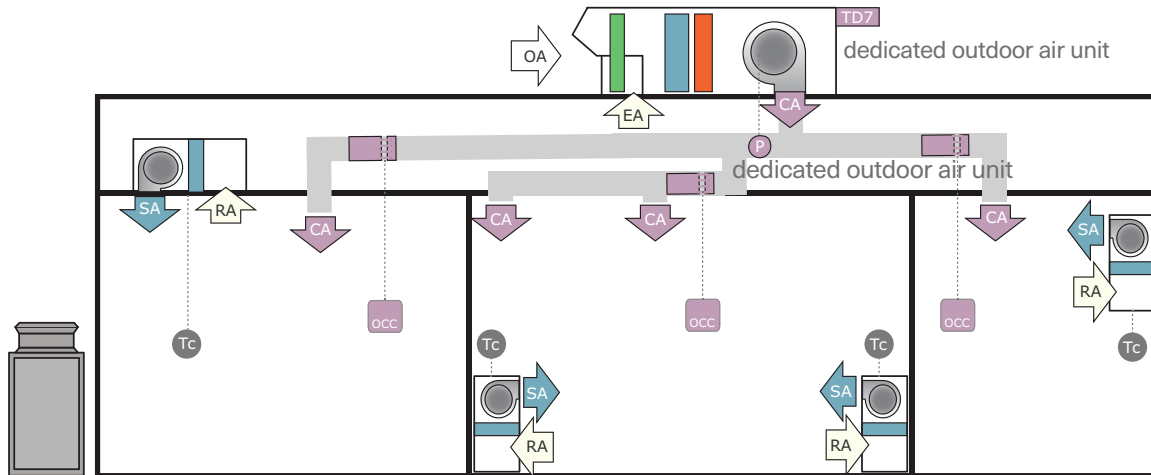 TD7
OA
dedicated outdoor air unit
CA
EA
P
dedicated outdoor air unit
SA
RA
CA
CA
CA
CA
SA
RA
OCC
OCC
OCC
Tc
Tc
Tc
Tc
SA
SA
RA
RA